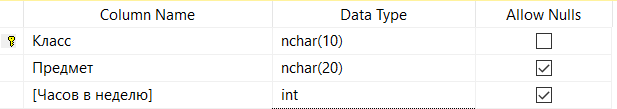 Column Name Data Type Allow Nulls
Класс nchar(10)
Предмет nchar(20)
[Часов в неделю] int